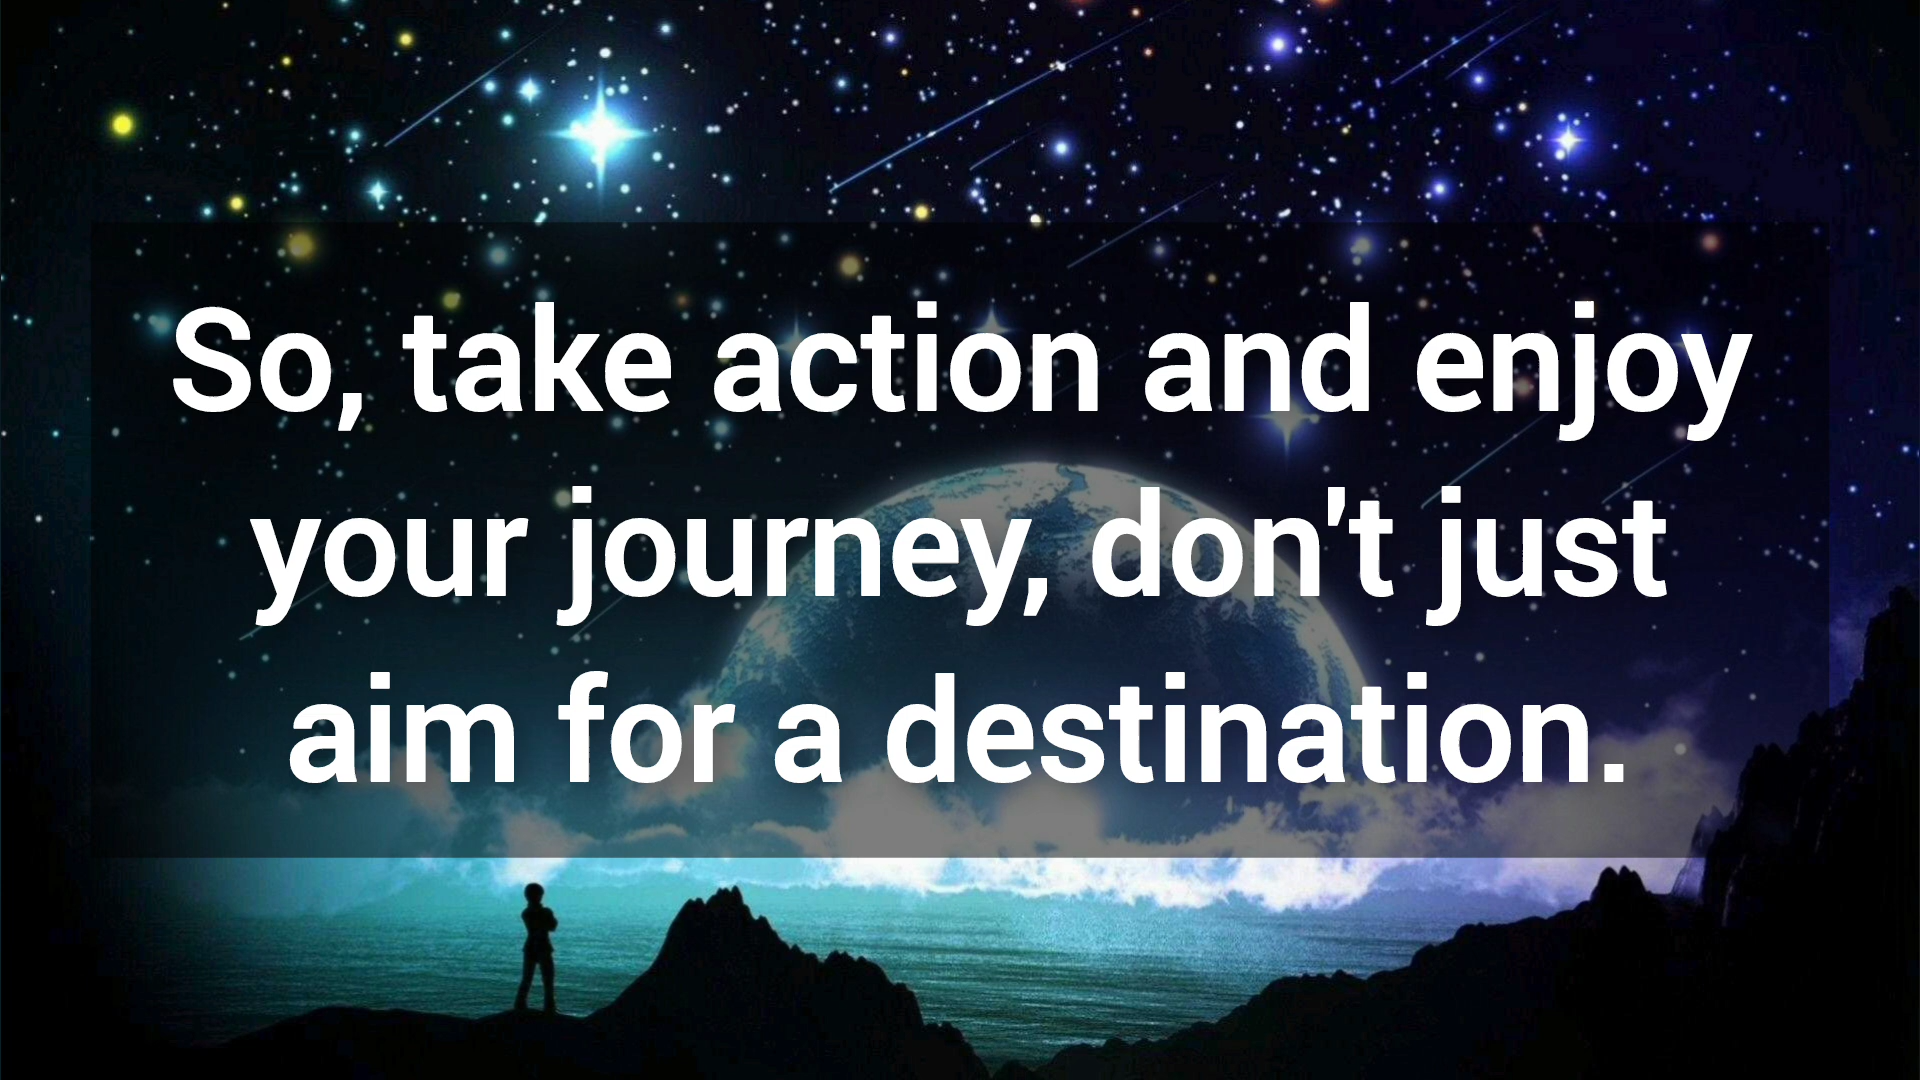 So, take action and enjoy
your journey, don't just
aim for a destination.